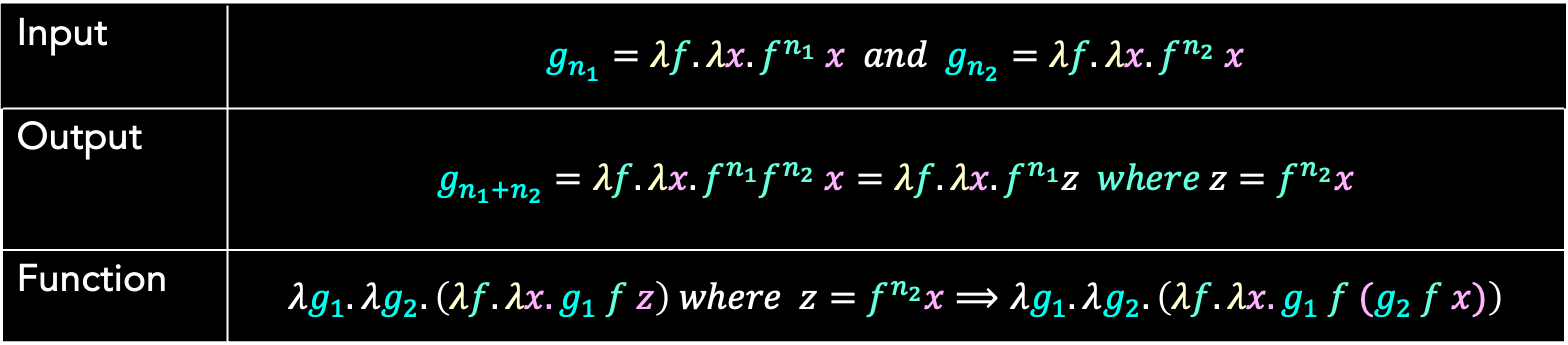 Input
g_{n_1} = λf.λx.f^{n_1} x and g_{n_2} = λf.λx.f^{n_2} x
Output
g_{n_1+n_2} = λf.λx.f^{n_1}f^{n_2} x = λf.λx.f^{n_1}z where z = f^{n_2}x
Function
λg_1.λg_2.(λf.λx.g_1 f z) where z = f^{n_2}x ⟹ λg_1.λg_2.(λf.λx.g_1 f (g_2 f x))